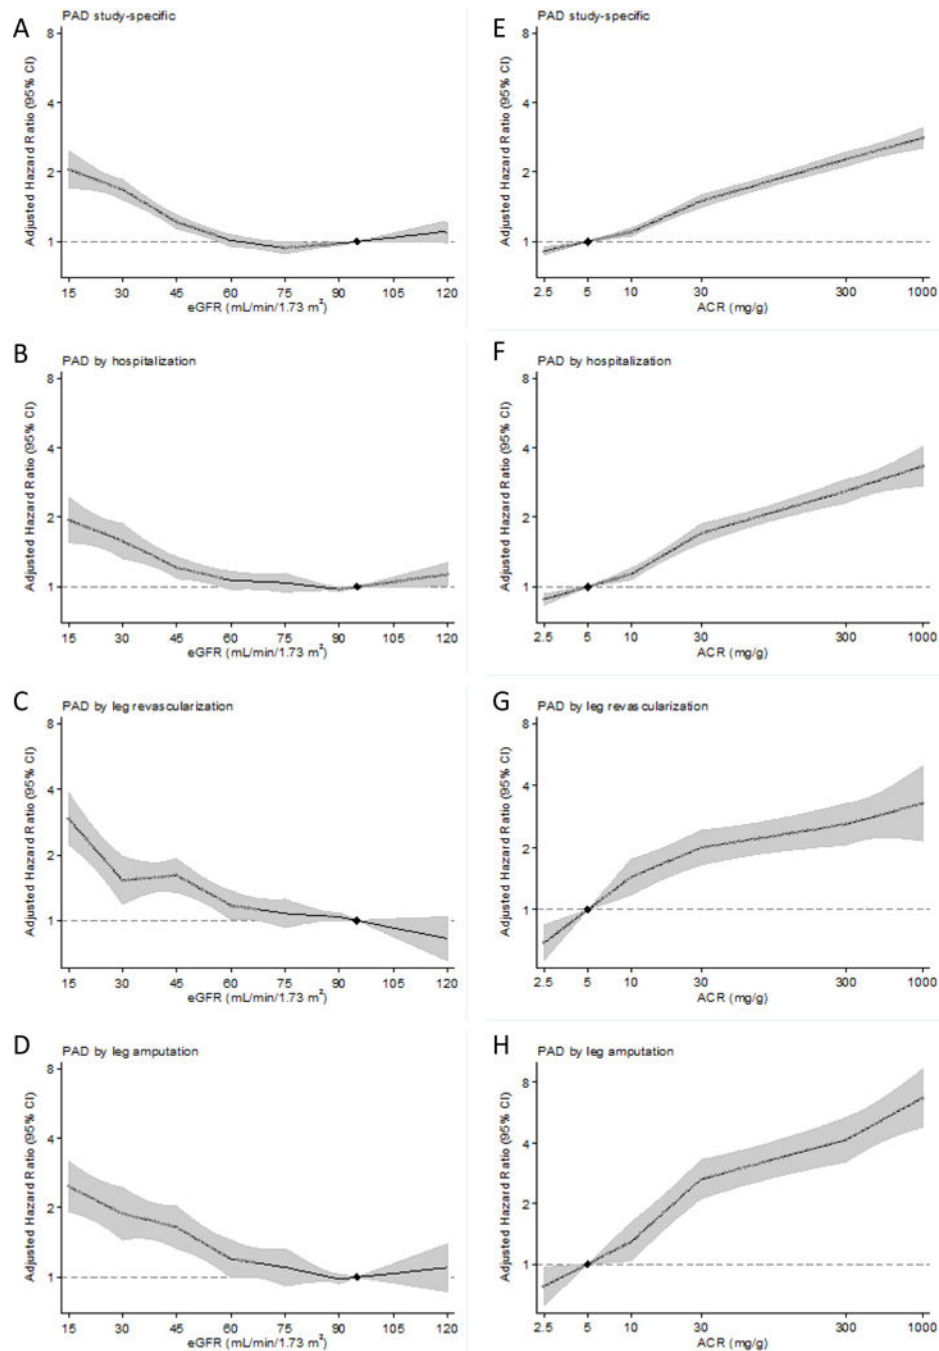 A
PAD study-specific
Adjusted Hazard Ratio (95% CI)
8
4
2
1
15 30 45 60 75 90 105 120
eGFR (mL/min/1.73 m²)
E
PAD study-specific
Adjusted Hazard Ratio (95% CI)
8
4
2
1
2.5 5 10 30 300 1000
ACR (mg/g)
B
PAD by hospitalization
Adjusted Hazard Ratio (95% CI)
8
4
2
1
15 30 45 60 75 90 105 120
eGFR (mL/min/1.73 m²)
F
PAD by hospitalization
Adjusted Hazard Ratio (95% CI)
8
4
2
1
2.5 5 10 30 300 1000
ACR (mg/g)
C
PAD by leg revascularization
Adjusted Hazard Ratio (95% CI)
8
4
2
1
15 30 45 60 75 90 105 120
eGFR (mL/min/1.73 m²)
G
PAD by leg revascularization
Adjusted Hazard Ratio (95% CI)
8
4
2
1
2.5 5 10 30 300 1000
ACR (mg/g)
D
PAD by leg amputation
Adjusted Hazard Ratio (95% CI)
8
4
2
1
15 30 45 60 75 90 105 120
eGFR (mL/min/1.73 m²)
H
PAD by leg amputation
Adjusted Hazard Ratio (95% CI)
8
4
2
1
2.5 5 10 30 300 1000
ACR (mg/g)